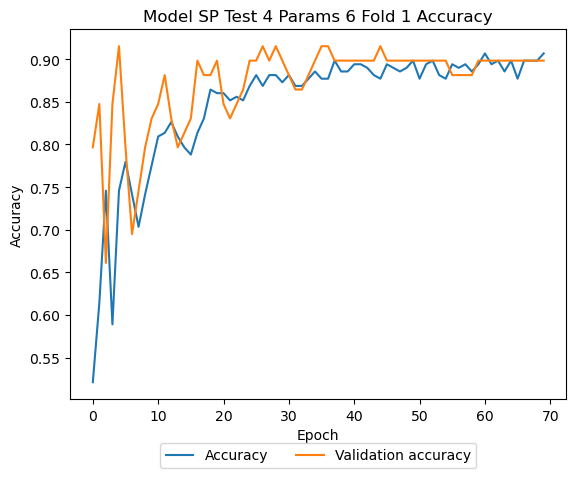 Model SP Test 4 Params 6 Fold 1 Accuracy
Accuracy
0.90
0.85
0.80
0.75
0.70
0.65
0.60
0.55
0 10 20 30 40 50 60 70
Epoch
Accuracy Validation accuracy